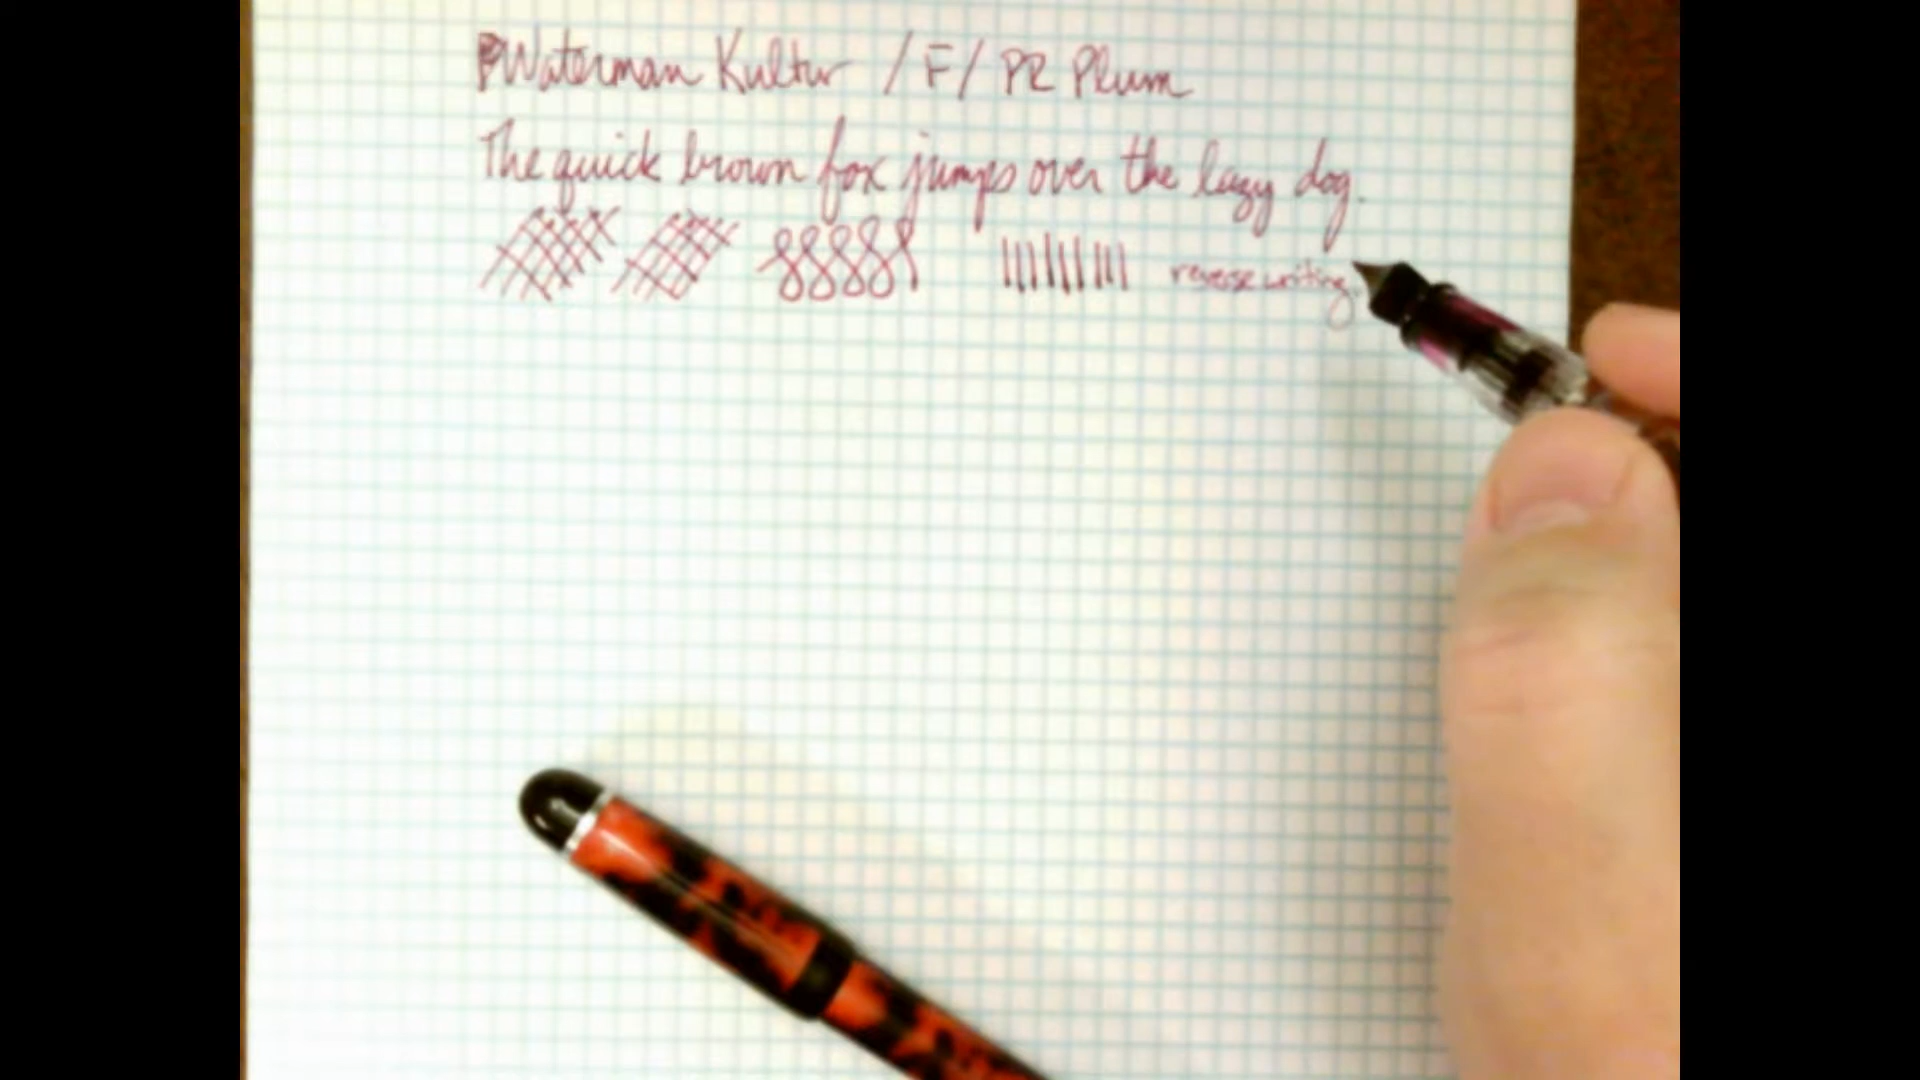 Waterman Kultur / F / PR Plum
The quick brown fox jumps over the lazy dog.
reverse writing.